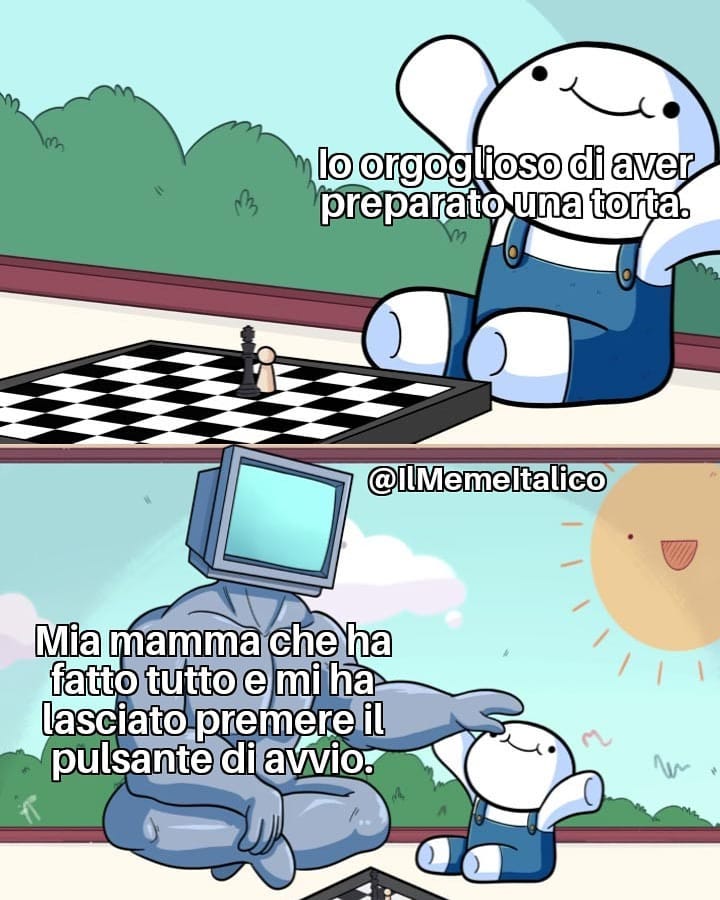 Io orgoglioso di aver
preparato una torta.
@IlMemeItalico
Mia mamma che ha
fatto tutto e mi ha
lasciato premere il
pulsante di avvio.